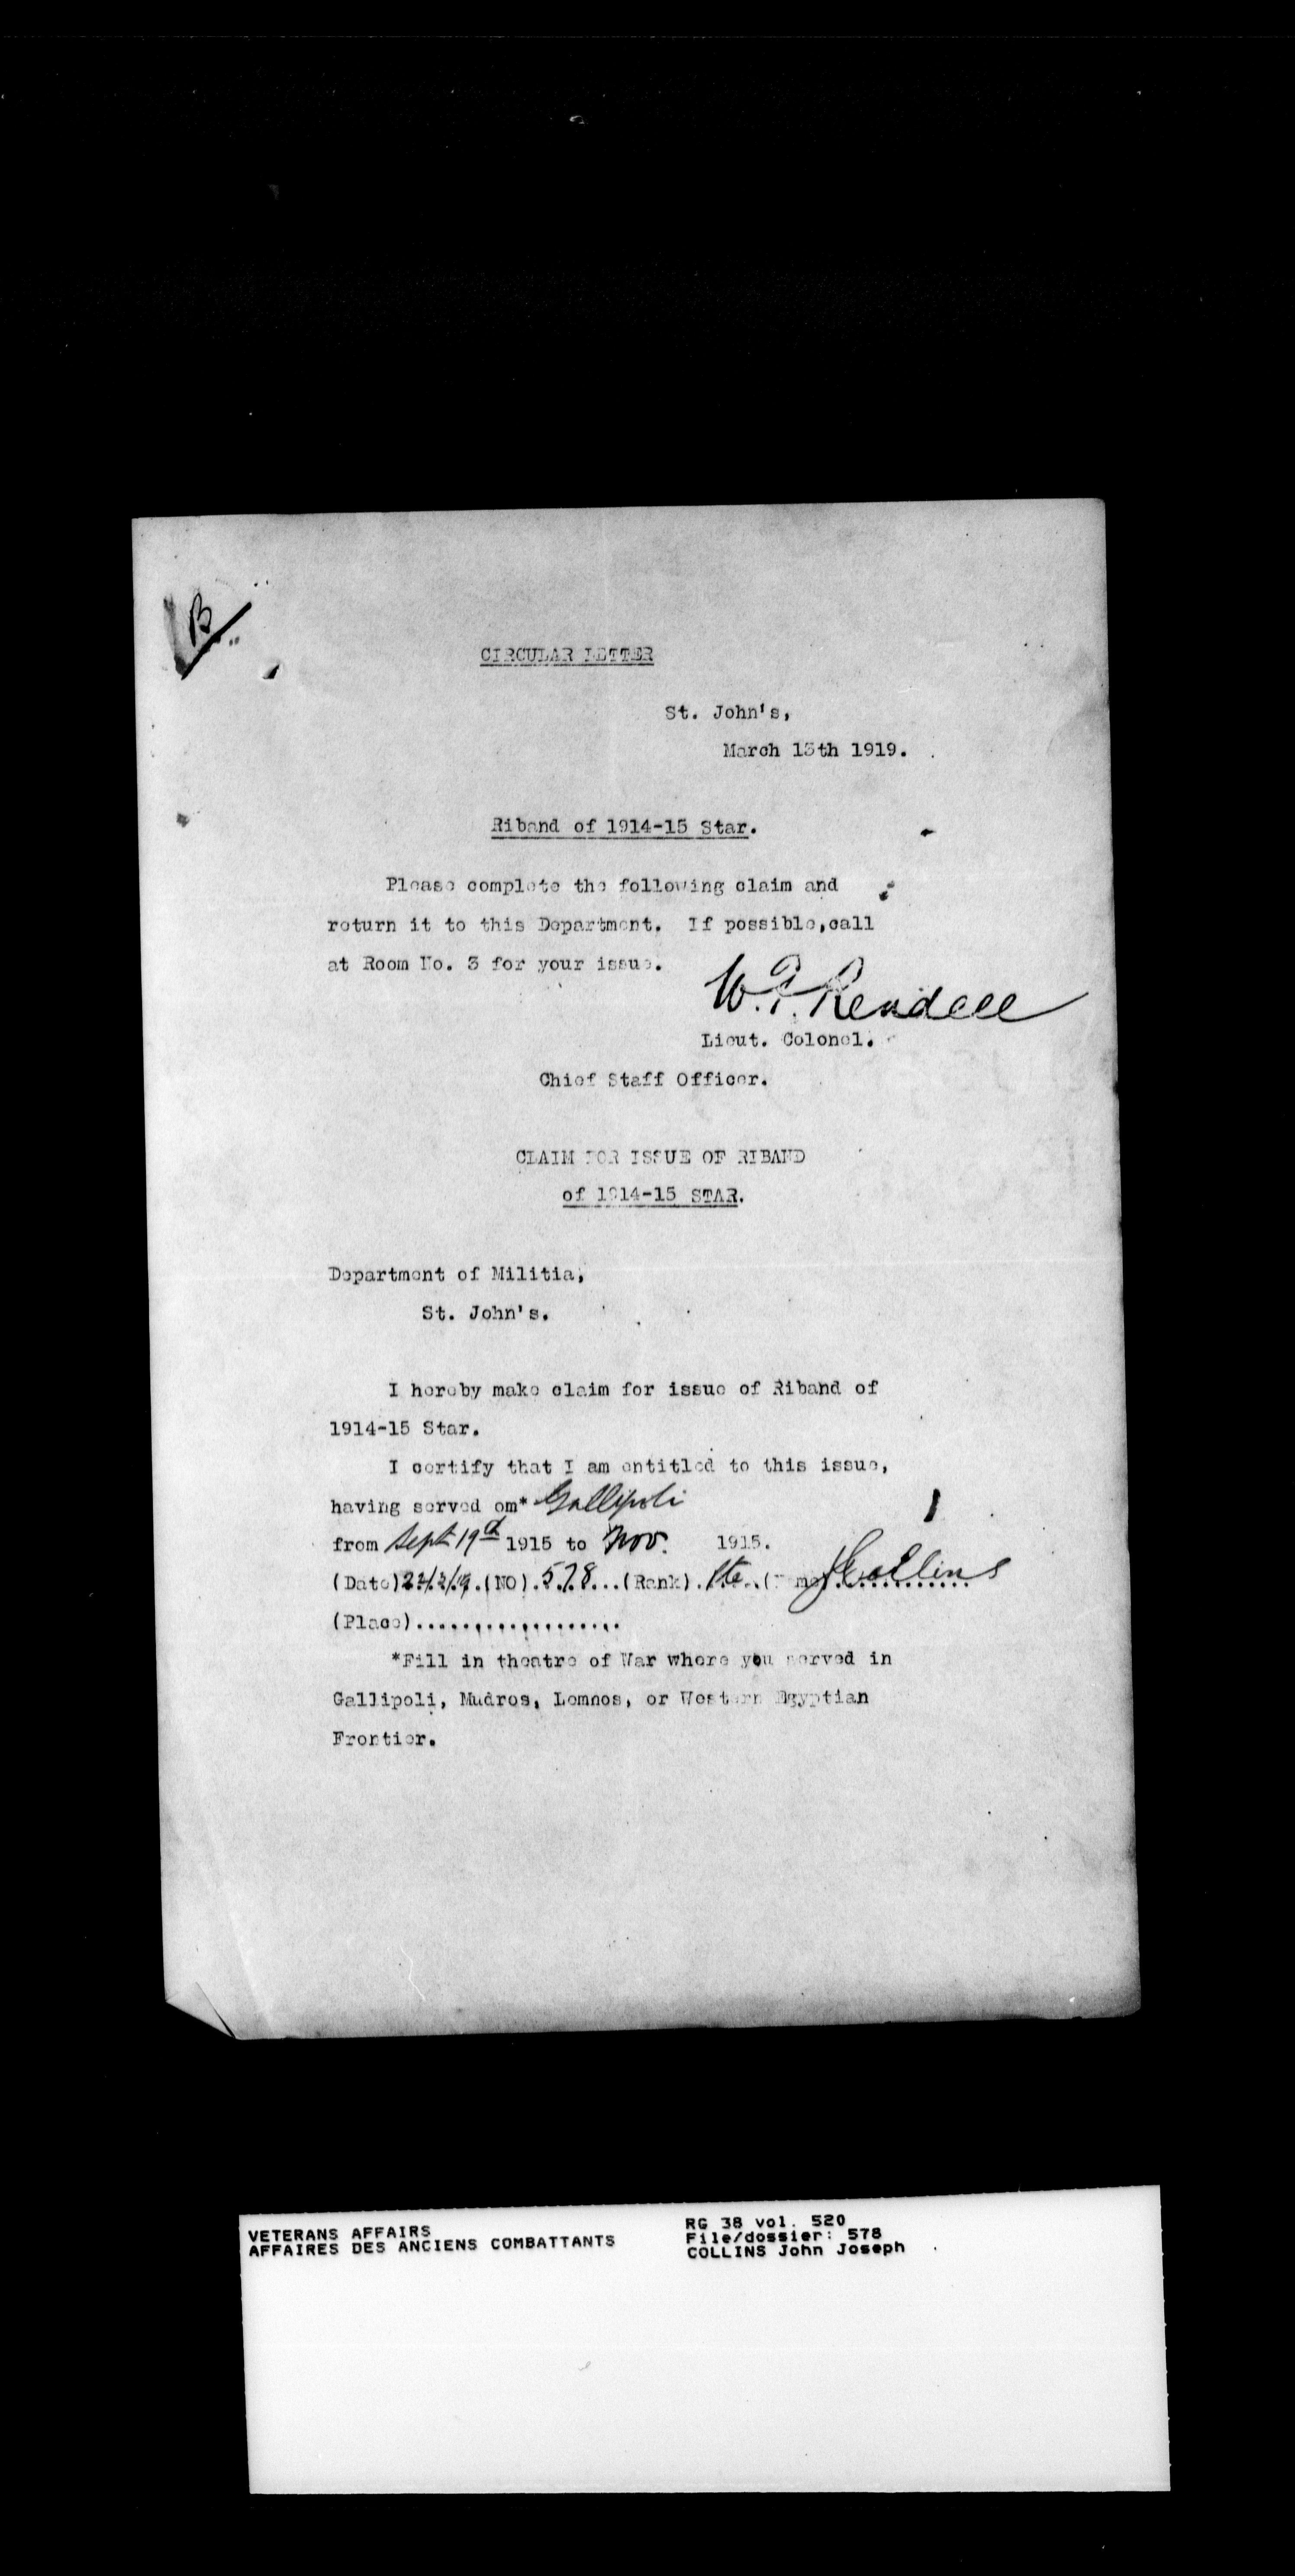 B
CIRCULAR LETTER
St. John's,
March 13th 1919.
Riband of 1914-15 Star.
Please complete the following claim and
return it to this Department. If possible,call
at Room No. 3 for your issue.
W.F. Rendell
Lieut. Colonel.
Chief Staff Officer.
CLAIM FOR ISSUE OF RIBAND
of 1914-15 STAR.
Department of Militia,
St. John's.
I hereby make claim for issue of Riband of
1914-15 Star.
I certify that I am entitled to this issue,
having served om* Gallipoli
from Sept 19th 1915 to Nov. 1915.
(Date) (NO).578...(Rank).Pte..(Name)JCollins
(Place)..................
*Fill in theatre of War where you served in
Gallipoli, Mudros, Lemnos, or Western Egyptian
Frontier.
VETERANS AFFAIRS
AFFAIRES DES ANCIENS COMBATTANTS
RG 38 vol. 520
File/dossier: 578
COLLINS John Joseph